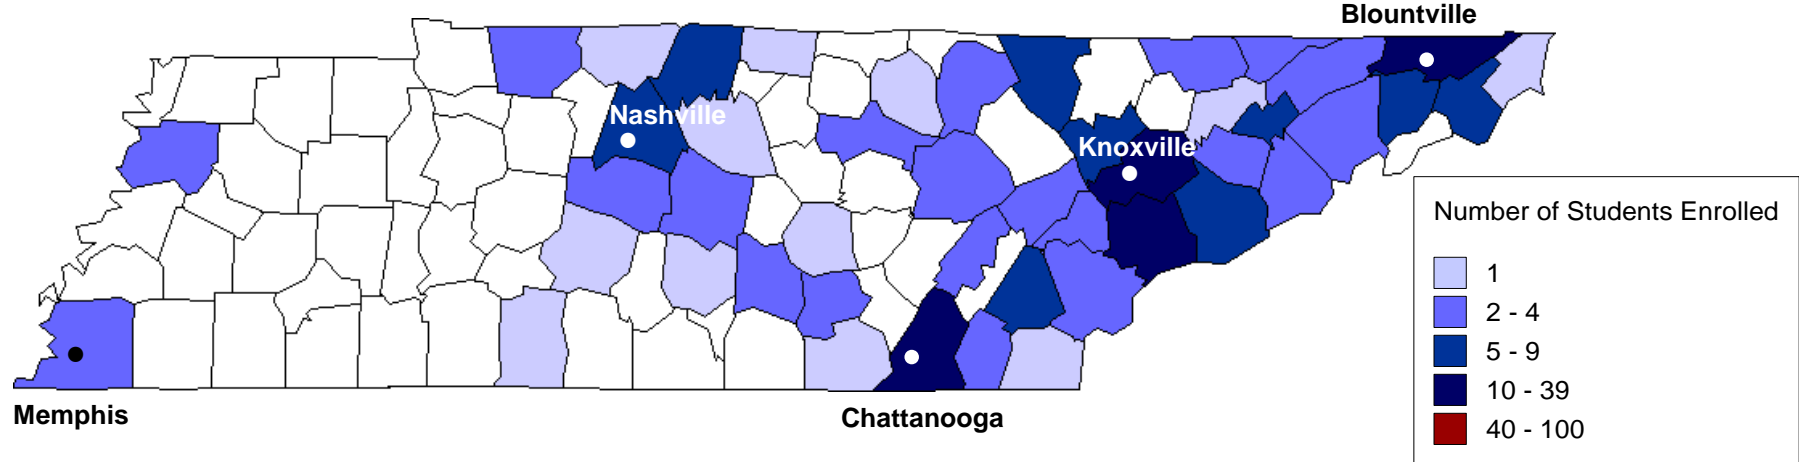 Blountville
Nashville
Knoxville
Memphis
Chattanooga
Number of Students Enrolled
1
2 - 4
5 - 9
10 - 39
40 - 100